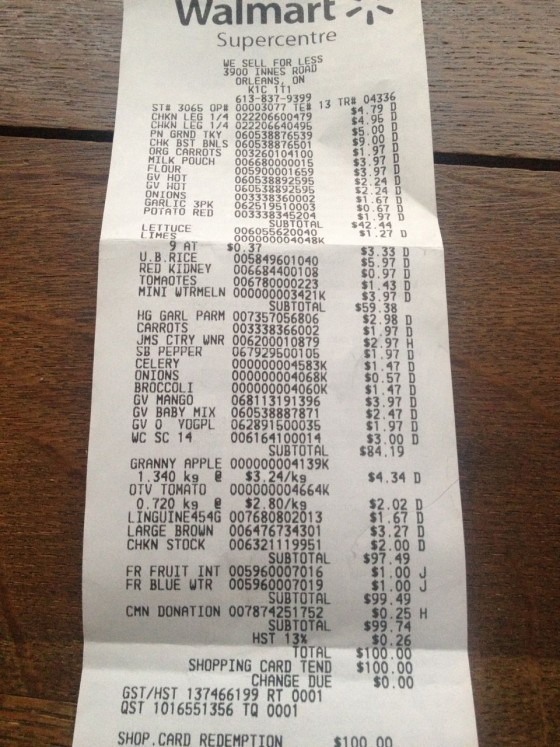 Walmart
Supercentre
WE SELL FOR LESS
3900 INNES ROAD
ORLEANS, ON
K1C 1T1
613-837-9399
ST# 3065 OP# 00003077 TE# 13 TR# 04336
CHKN LEG 1/4 022206600479 $4.79 D
CHKN LEG 1/4 022206640495 $4.95 D
PN GRND TKY 060538876539 $5.00 D
CHK BST BNLS 060538876501 $9.00 D
ORG CARROTS 003260104100 $1.97 D
MILK POUCH 006680000015 $3.97 D
FLOUR 005900001659 $3.97 D
GV HOT 060538892595 $2.24 D
GV HOT 060538892595 $2.24 D
ONIONS 003338360002 $1.67 D
GARLIC 3PK 062519510003 $0.67 D
POTATO RED 003338345204 $1.97 D
SUBTOTAL $42.44
LETTUCE 006055620040 $1.27 D
LIMES 000000004048K
9 AT $0.37 $3.33 D
U.B.RICE 005849601040 $5.97 D
RED KIDNEY 006684400108 $0.97 D
TOMAOTES 006780000223 $1.43 D
MINI WTRMELN 000000003421K $3.97 D
SUBTOTAL $59.38
HG GARL PARM 007357056806 $2.98 D
CARROTS 003338366002 $1.97 D
JMS CTRY WNR 006200010879 $2.97 H
SB PEPPER 067929500105 $1.97 D
CELERY 000000004583K $1.47 D
ONIONS 000000004068K $0.57 D
BROCCOLI 000000004060K $1.47 D
GV MANGO 068113191396 $3.97 D
GV BABY MIX 060538887871 $2.47 D
GV O YOGPL 062891500035 $1.97 D
WC SC 14 006164100014 $3.00 D
SUBTOTAL $84.19
GRANNY APPLE 000000004139K
1.340 kg @ $3.24/kg $4.34 D
OTV TOMATO 000000004664K
0.720 kg @ $2.80/kg $2.02 D
LINGUINE454G 007680802013 $1.67 D
LARGE BROWN 006476734301 $3.27 D
CHKN STOCK 006321119951 $2.00 D
SUBTOTAL $97.49
FR FRUIT INT 005960007016 $1.00 J
FR BLUE WTR 005960007019 $1.00 J
SUBTOTAL $99.49
CMN DONATION 007874251752 $0.25 H
SUBTOTAL $99.74
HST 13% $0.26
TOTAL $100.00
SHOPPING CARD TEND $100.00
CHANGE DUE $0.00
GST/HST 137466199 RT 0001
QST 1016551356 TQ 0001
SHOP.CARD REDEMPTION $100.00